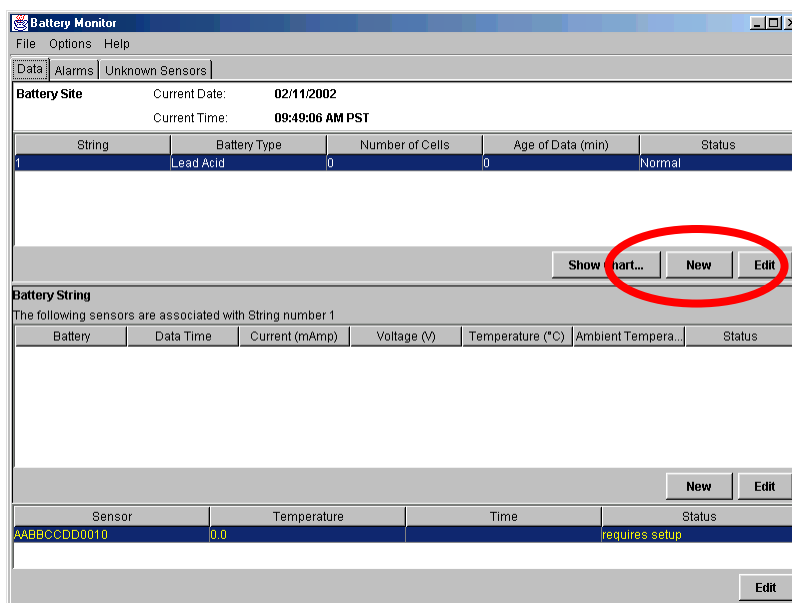 Battery Monitor
File Options Help
Data Alarms Unknown Sensors
Battery Site Current Date: 02/11/2002
Current Time: 09:49:06 AM PST
String Battery Type Number of Cells Age of Data (min) Status
1 Lead Acid 0 0 Normal
Show Chart... New Edit
Battery String
The following sensors are associated with String number 1
Battery Data Time Current (mAmp) Voltage (V) Temperature (°C) Ambient Tempera... Status
New Edit
Sensor Temperature Time Status
AABBCCDD0010 0.0 requires setup
Edit